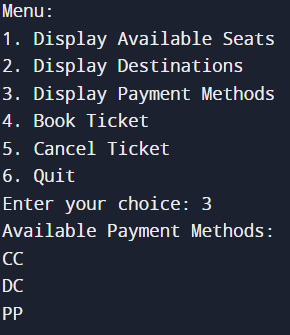 Menu:
1. Display Available Seats
2. Display Destinations
3. Display Payment Methods
4. Book Ticket
5. Cancel Ticket
6. Quit
Enter your choice: 3
Available Payment Methods:
CC
DC
PP